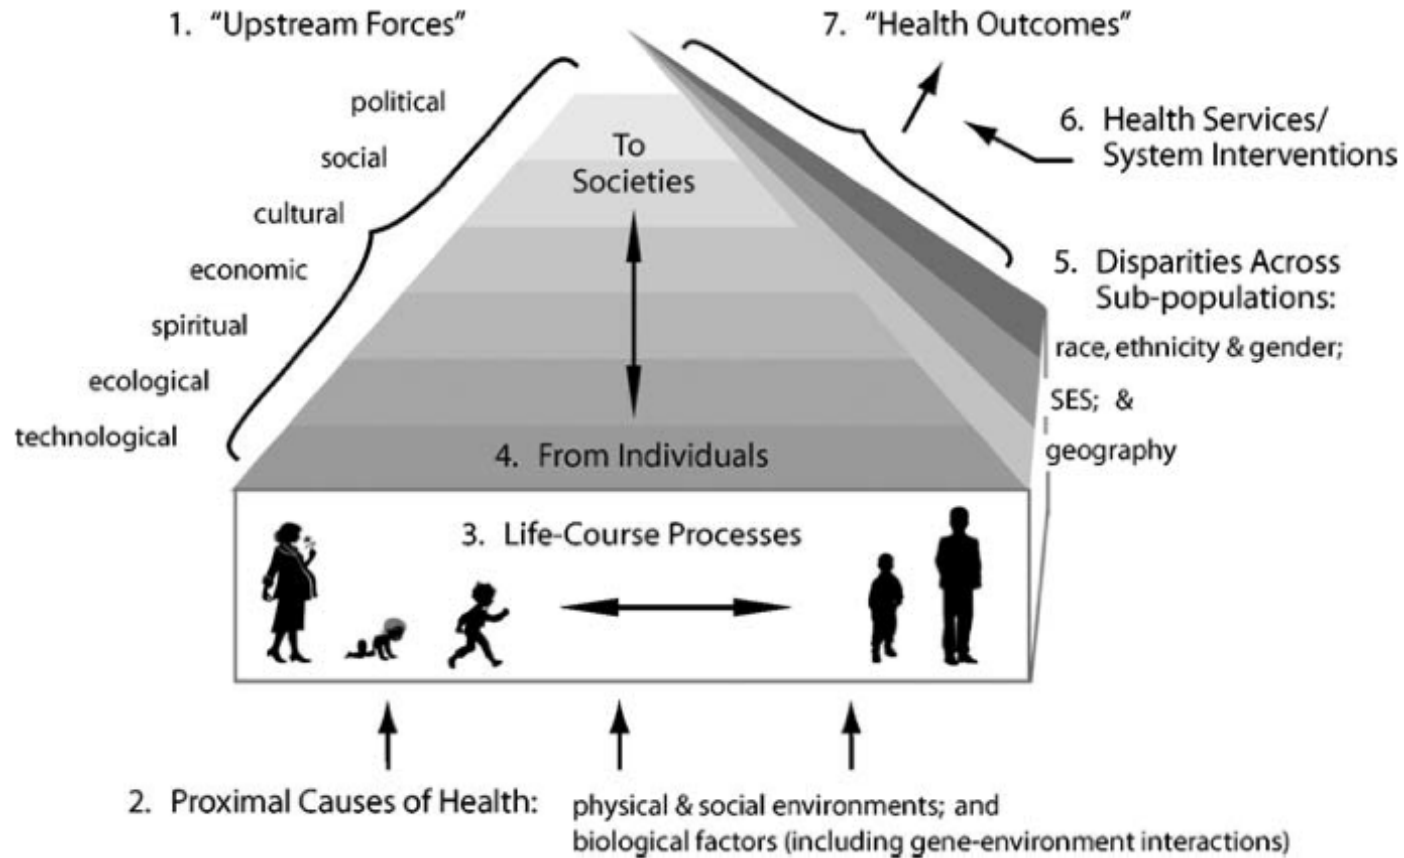 1. "Upstream Forces"
political
social
cultural
economic
spiritual
ecological
technological
7. "Health Outcomes"
6. Health Services/
System Interventions
5. Disparities Across
Sub-populations:
race, ethnicity & gender;
SES; &
geography
To
Societies
4. From Individuals
3. Life-Course Processes
2. Proximal Causes of Health:
physical & social environments; and
biological factors (including gene-environment interactions)